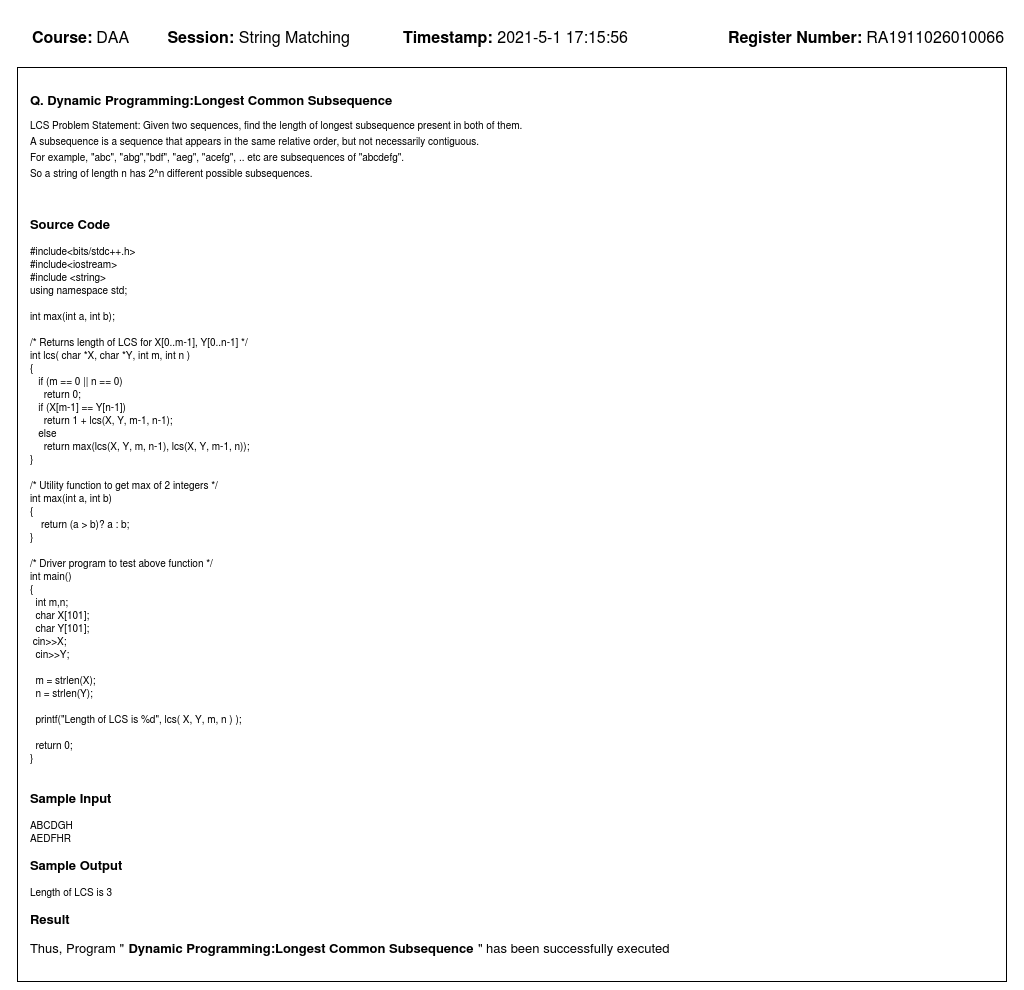 Course: DAA Session: String Matching Timestamp: 2021-5-1 17:15:56 Register Number: RA1911026010066
Q. Dynamic Programming:Longest Common Subsequence
LCS Problem Statement: Given two sequences, find the length of longest subsequence present in both of them.
A subsequence is a sequence that appears in the same relative order, but not necessarily contiguous.
For example, "abc", "abg","bdf", "aeg", "acefg", .. etc are subsequences of "abcdefg".
So a string of length n has 2^n different possible subsequences.
Source Code
#include<bits/stdc++.h>
#include<iostream>
#include <string>
using namespace std;
int max(int a, int b);
/* Returns length of LCS for X[0..m-1], Y[0..n-1] */
int lcs( char *X, char *Y, int m, int n )
{
if (m == 0 || n == 0)
return 0;
if (X[m-1] == Y[n-1])
return 1 + lcs(X, Y, m-1, n-1);
else
return max(lcs(X, Y, m, n-1), lcs(X, Y, m-1, n));
}
/* Utility function to get max of 2 integers */
int max(int a, int b)
{
return (a > b)? a : b;
}
/* Driver program to test above function */
int main()
{
int m,n;
char X[101];
char Y[101];
cin>>X;
cin>>Y;
m = strlen(X);
n = strlen(Y);
printf("Length of LCS is %d", lcs( X, Y, m, n ) );
return 0;
}
Sample Input
ABCDGH
AEDFHR
Sample Output
Length of LCS is 3
Result
Thus, Program " Dynamic Programming:Longest Common Subsequence " has been successfully executed